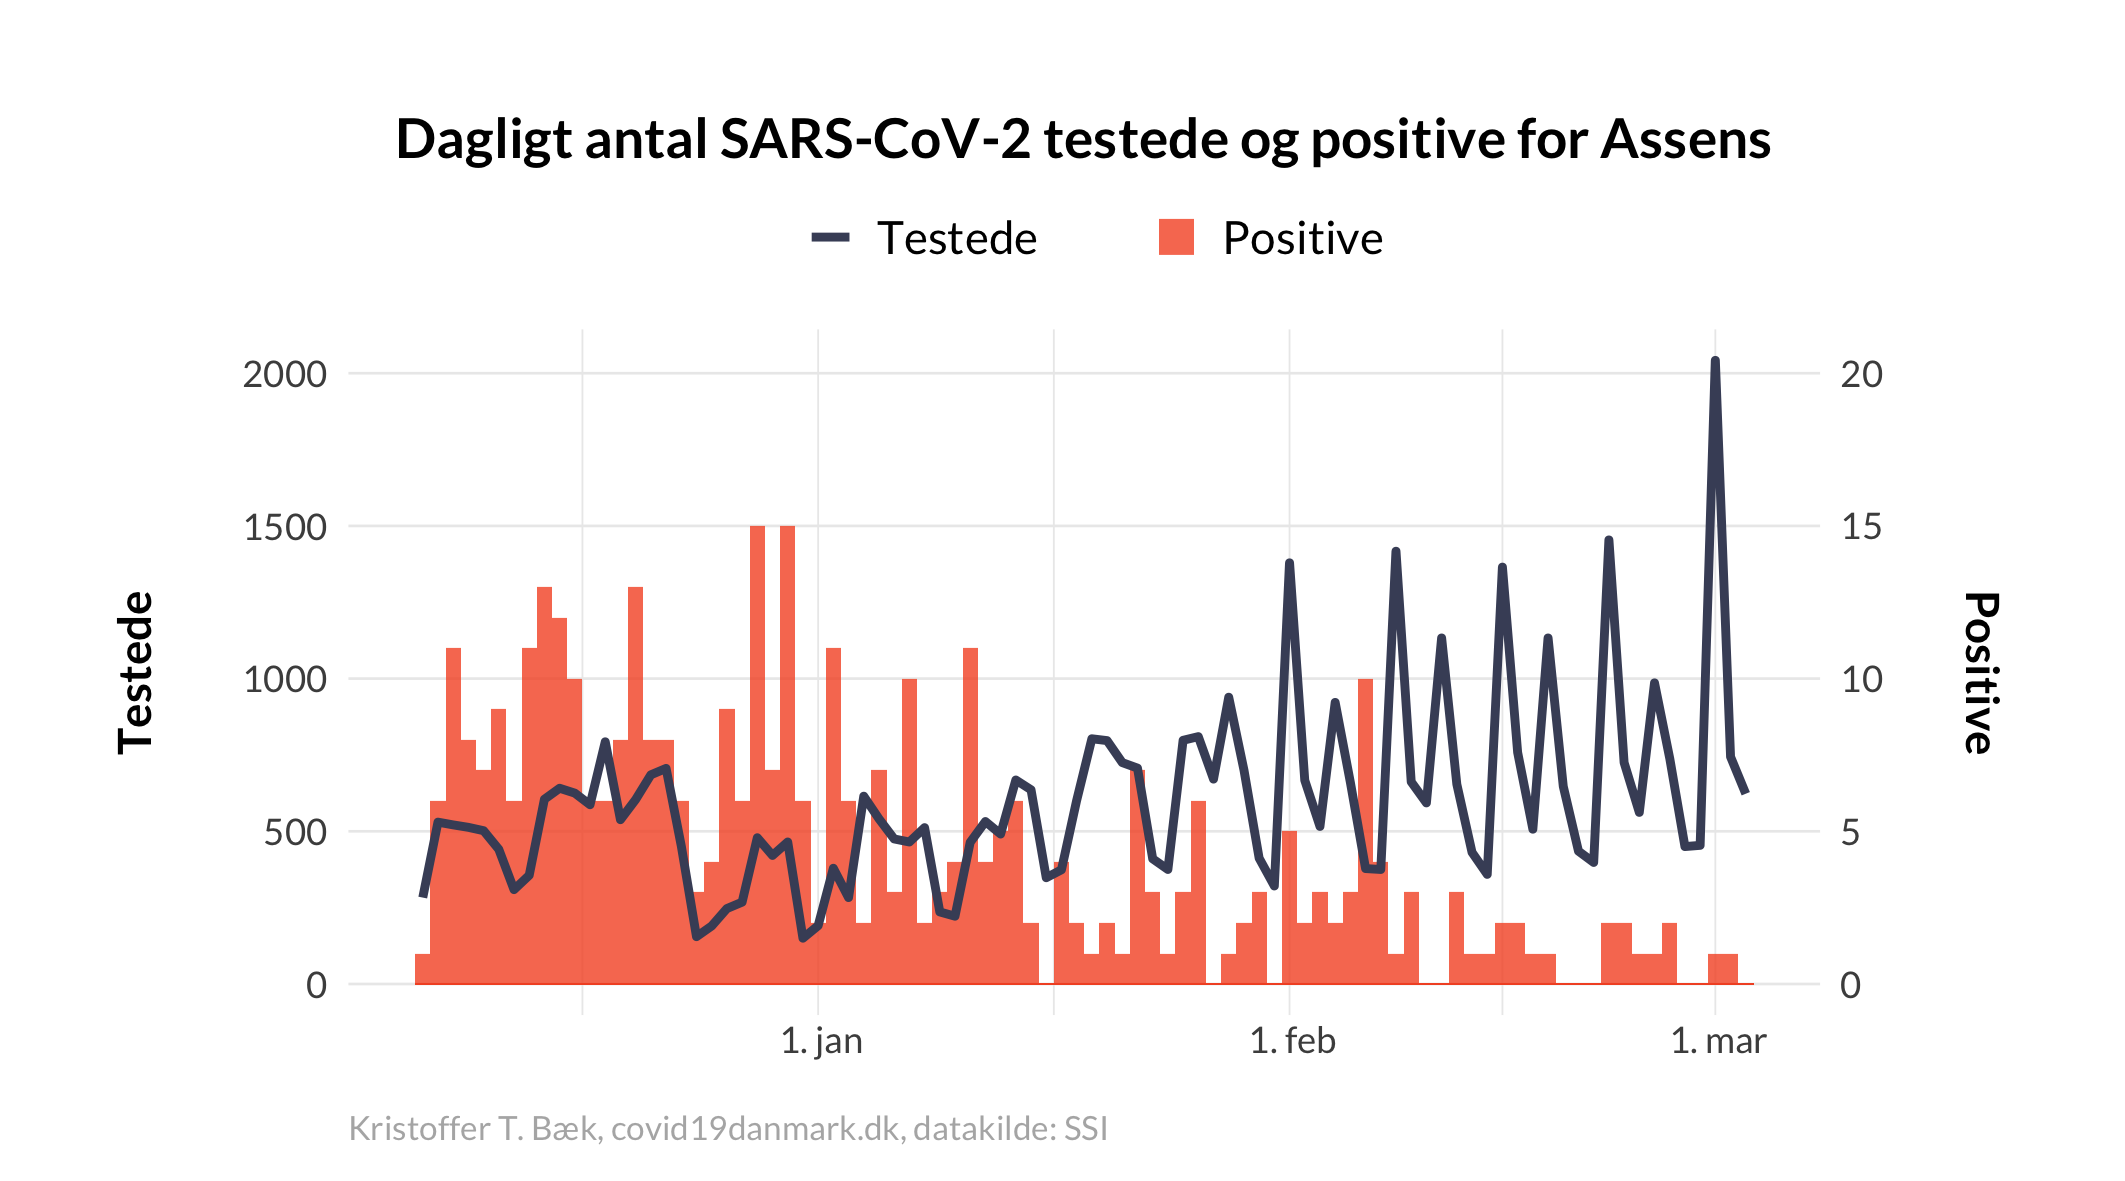 Dagligt antal SARS-CoV-2 testede og positive for Assens
Testede
Positive
2000
1500
1000
500
0
Testede
20
15
10
5
0
Positive
1. jan
1. feb
1. mar
Kristoffer T. Bæk, covid19danmark.dk, datakilde: SSI